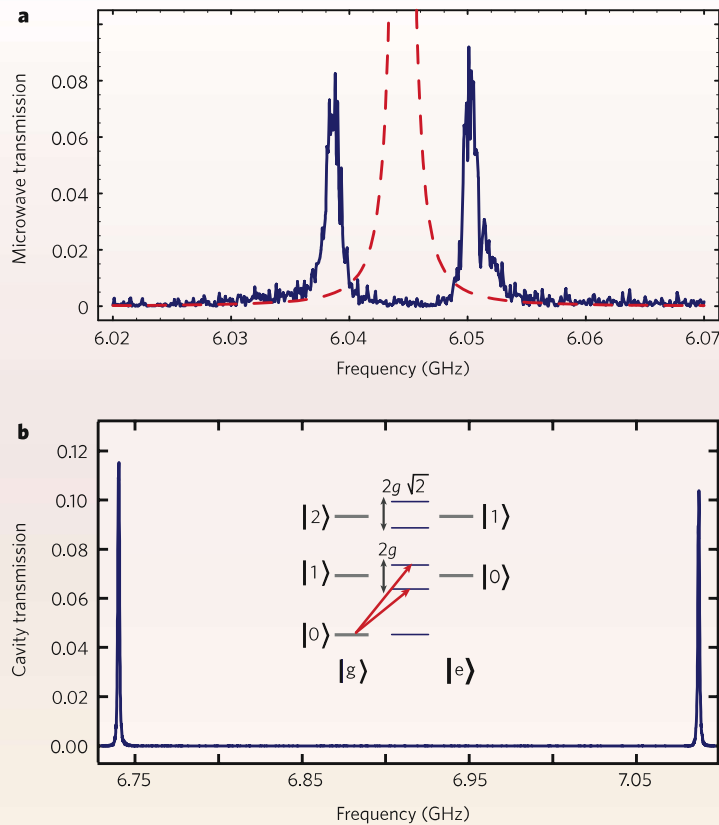 a
Microwave transmission
0.08
0.06
0.04
0.02
0
6.02 6.03 6.04 6.05 6.06 6.07
Frequency (GHz)
b
Cavity transmission
0.12
0.10
0.08
0.06
0.04
0.02
0.00
2g √2
|2⟩ |1⟩
2g
|1⟩ |0⟩
|0⟩
|g⟩ |e⟩
6.75 6.85 6.95 7.05
Frequency (GHz)